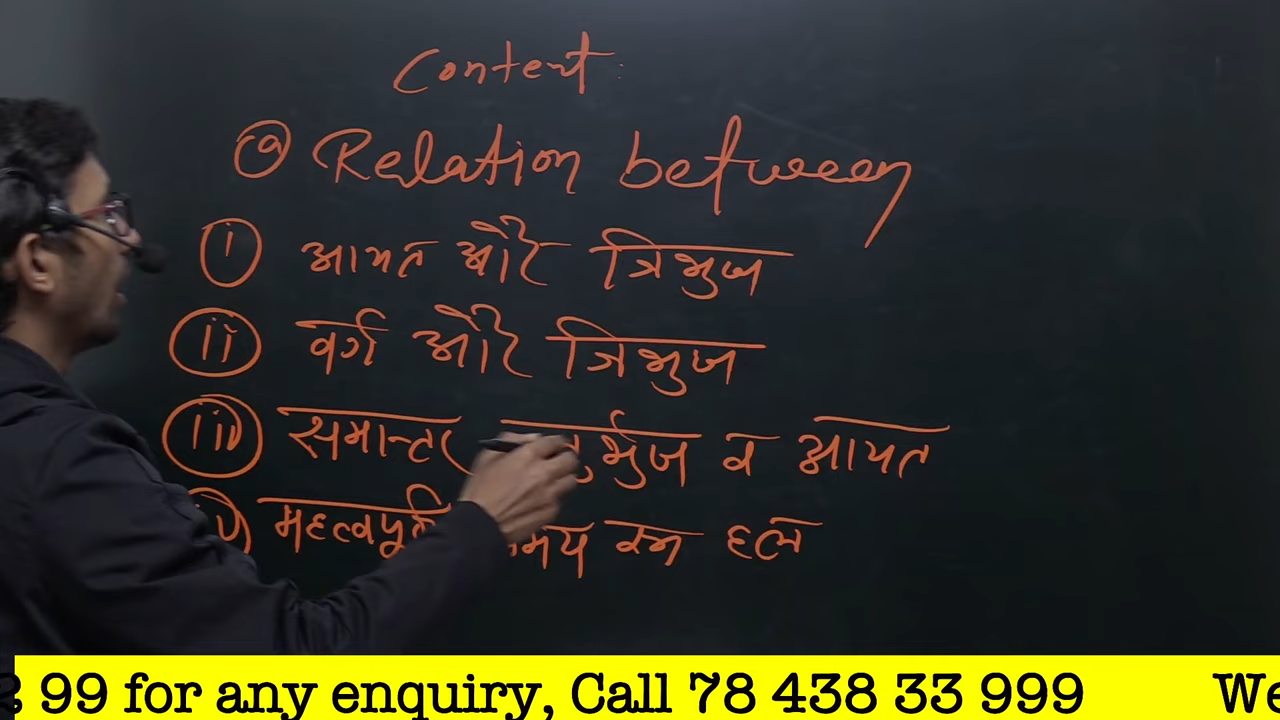 Content:
@ Relation between
i आयत और त्रिभुज
ii वर्ग और त्रिभुज
iii समान्तर र्भुज व आयत
महत्वपूर्ण हल
99 for any enquiry, Call 78 438 33 999 We